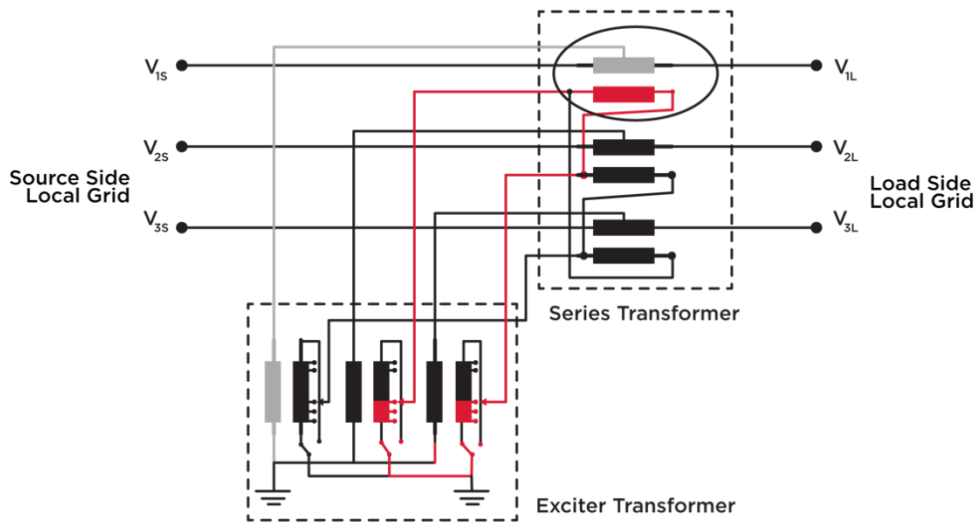 V1S
V1L
V2S
V2L
Source Side
Local Grid
Load Side
Local Grid
V3S
V3L
Series Transformer
Exciter Transformer